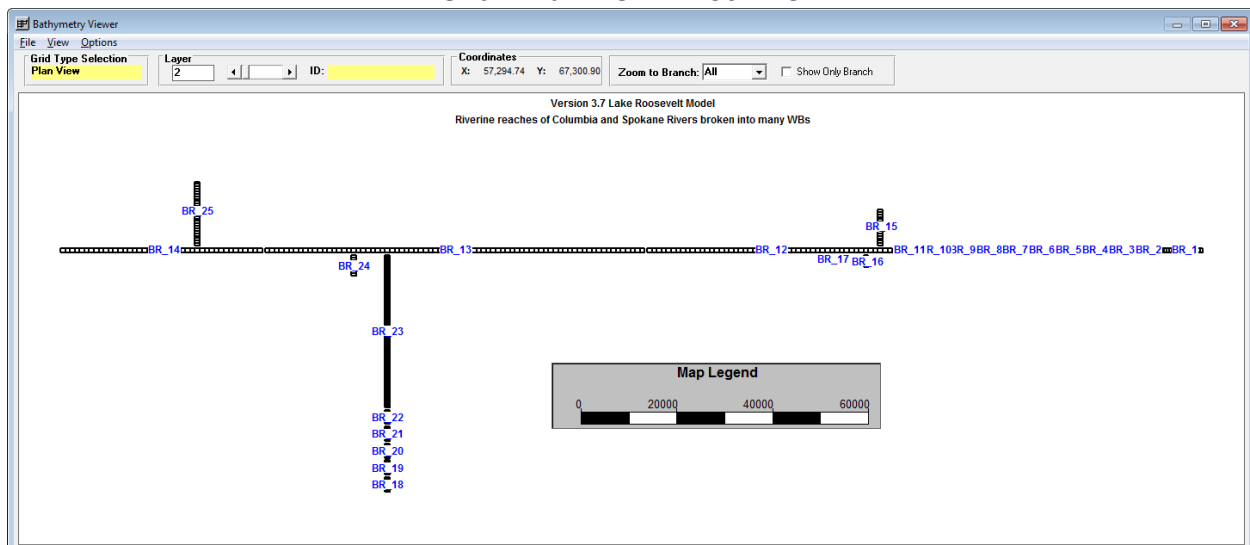 Bathymetry Viewer
File View Options
Grid Type Selection
Plan View
Layer
2
ID:
Coordinates
X: 57,294.74 Y: 67,300.90
Zoom to Branch: All
Show Only Branch
Version 3.7 Lake Roosevelt Model
Riverine reaches of Columbia and Spokane Rivers broken into many WBs
BR_25
BR_15
BR_14 BR_13 BR_12 BR_11R_103R_9BR_8BR_7BR_6BR_5BR_4BR_3BR_2 BR_1
BR_24 BR_17 BR_16
BR_23
Map Legend
0 20000 40000 60000
BR_22
BR_21
BR_20
BR_19
BR_18